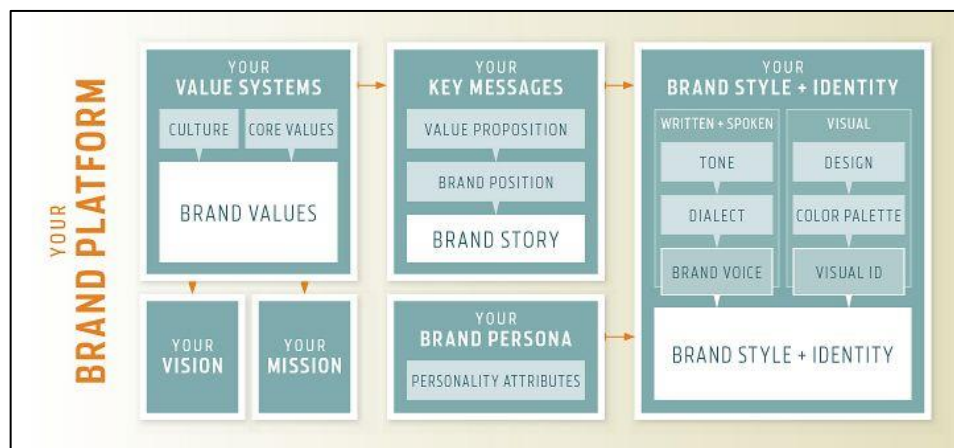 YOUR
BRAND PLATFORM
YOUR
VALUE SYSTEMS
CULTURE
CORE VALUES
BRAND VALUES
YOUR
VISION
YOUR
MISSION
YOUR
KEY MESSAGES
VALUE PROPOSITION
BRAND POSITION
BRAND STORY
YOUR
BRAND PERSONA
PERSONALITY ATTRIBUTES
YOUR
BRAND STYLE + IDENTITY
WRITTEN + SPOKEN
TONE
DIALECT
BRAND VOICE
VISUAL
DESIGN
COLOR PALETTE
VISUAL ID
BRAND STYLE + IDENTITY